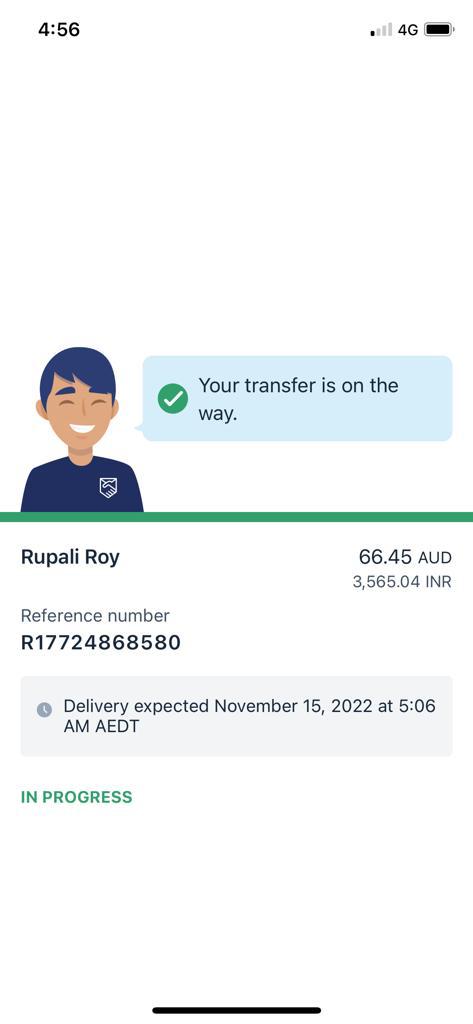 4:56
4G
Your transfer is on the
way.
Rupali Roy
66.45 AUD
3,565.04 INR
Reference number
R17724868580
Delivery expected November 15, 2022 at 5:06
AM AEDT
IN PROGRESS